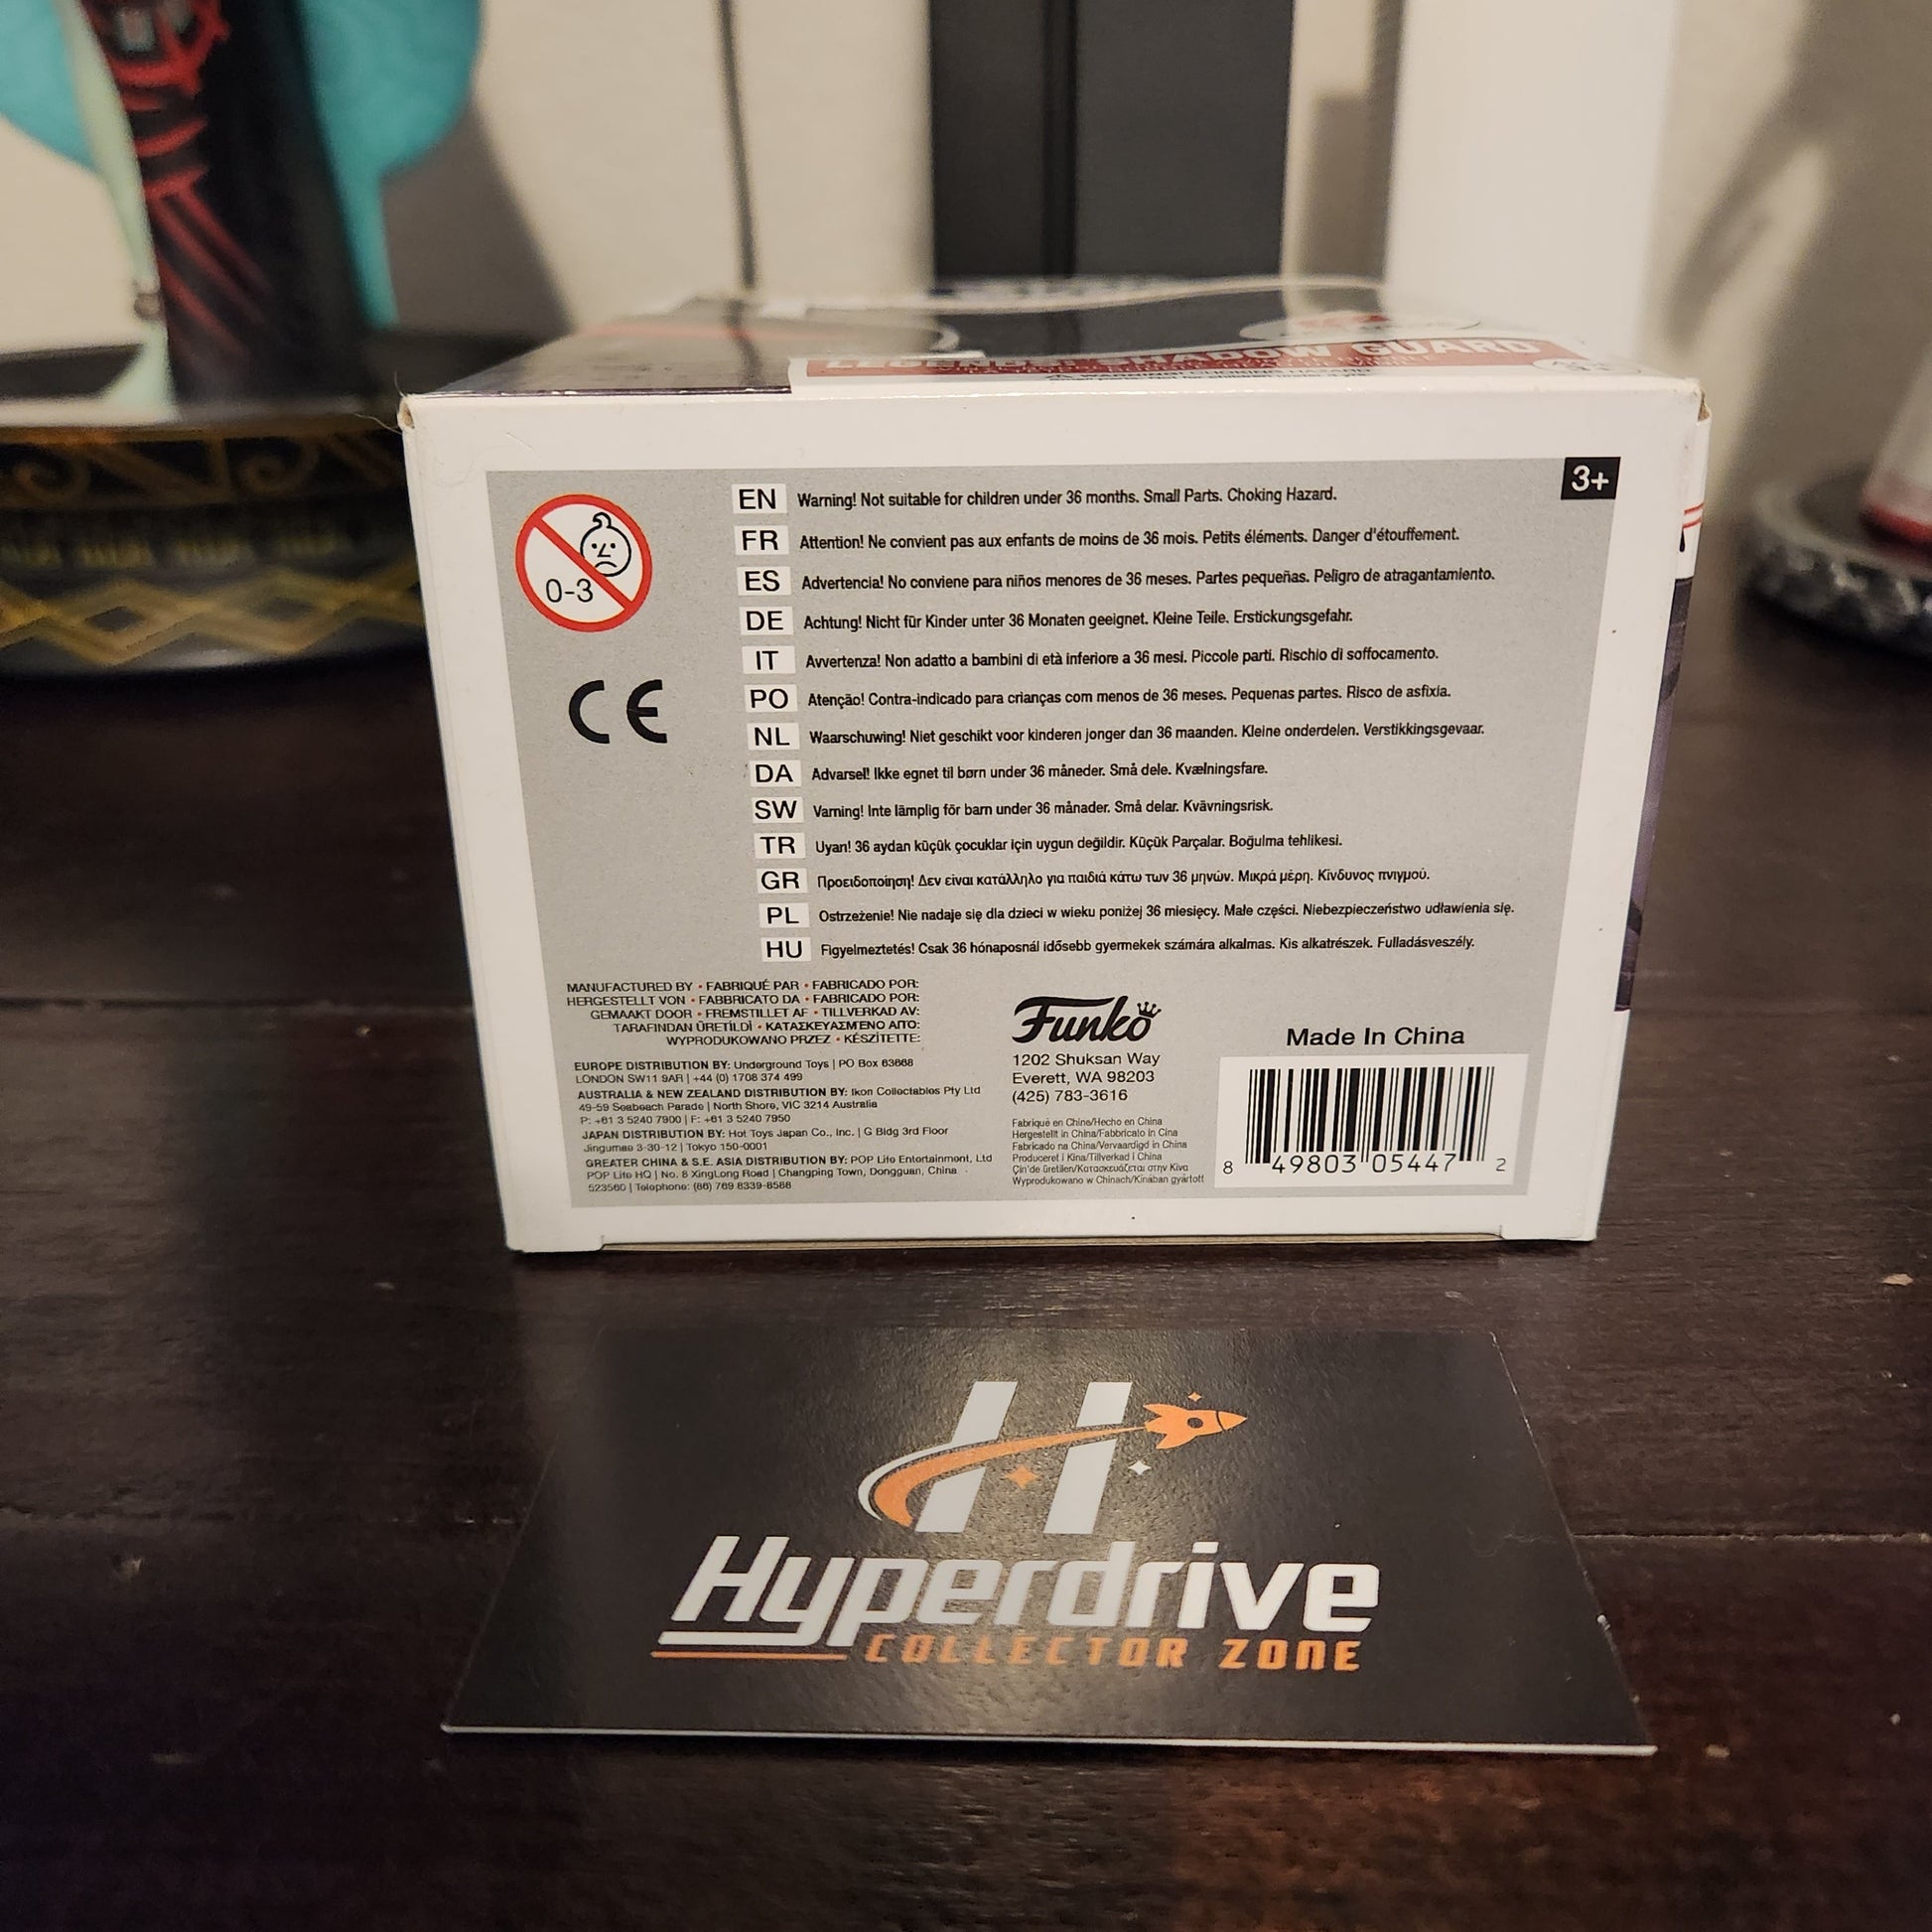 SHADOW GUARD
3+
0-3
CE
EN Warning! Not suitable for children under 36 months. Small Parts. Choking Hazard.
FR Attention! Ne convient pas aux enfants de moins de 36 mois. Petits éléments. Danger d'étouffement.
ES Advertencia! No conviene para niños menores de 36 meses. Partes pequeñas. Peligro de atragantamiento.
DE Achtung! Nicht für Kinder unter 36 Monaten geeignet. Kleine Teile. Erstickungsgefahr.
IT Avvertenza! Non adatto a bambini di età inferiore a 36 mesi. Piccole parti. Rischio di soffocamento.
PO Atenção! Contra-indicado para crianças com menos de 36 meses. Pequenas partes. Risco de asfixia.
NL Waarschuwing! Niet geschikt voor kinderen jonger dan 36 maanden. Kleine onderdelen. Verstikkingsgevaar.
DA Advarsel! Ikke egnet til børn under 36 måneder. Små dele. Kvælningsfare.
SW Varning! Inte lämplig för barn under 36 månader. Små delar. Kvävningsrisk.
TR Uyarı! 36 aydan küçük çocuklar için uygun değildir. Küçük Parçalar. Boğulma tehlikesi.
GR Προειδοποίηση! Δεν είναι κατάλληλο για παιδιά κάτω των 36 μηνών. Μικρά μέρη. Κίνδυνος πνιγμού.
PL Ostrzeżenie! Nie nadaje się dla dzieci w wieku poniżej 36 miesięcy. Małe części. Niebezpieczeństwo udławienia się.
HU Figyelmeztetés! Csak 36 hónaposnál idősebb gyermekek számára alkalmas. Kis alkatrészek. Fulladásveszély.
MANUFACTURED BY • FABRIQUÉ PAR • FABRICADO POR:
HERGESTELLT VON • FABBRICATO DA • FABRICADO POR:
GEMAAKT DOOR • FREMSTILLET AF • TILLVERKAD AV:
TARAFINDAN ÜRETİLDİ • ΚΑΤΑΣΚΕΥΑΣΜΈΝΟ ΑΠΌ:
WYPRODUKOWANO PRZEZ • KÉSZÍTETTE:
EUROPE DISTRIBUTION BY: Underground Toys | PO Box 63668
LONDON SW11 9AR | +44 (0) 1708 374 499
AUSTRALIA & NEW ZEALAND DISTRIBUTION BY: Ikon Collectables Pty Ltd
49-59 Seabeach Parade | North Shore, VIC 3214 Australia
P: +61 3 5240 7900 | F: +61 3 5240 7950
JAPAN DISTRIBUTION BY: Hot Toys Japan Co., Inc. | G Bldg 3rd Floor
Jingumae 3-30-12 | Tokyo 150-0001
GREATER CHINA & S.E. ASIA DISTRIBUTION BY: POP Life Entertainment, Ltd
POP Life HQ | No. 8 XingLong Road | Changping Town, Dongguan, China
523560 | Telephone: (86) 769 8339-8588
Funko
1202 Shuksan Way
Everett, WA 98203
(425) 783-3616
Fabriqué en Chine/Hecho en China
Hergestellt in China/Fabbricato in Cina
Fabricado na China/Vervaardigd in China
Produceret i Kina/Tillverkad i China
Çin'de üretilen/Κατασκευάζεται στην Κίνα
Wyprodukowano w Chinach/Kínában gyártott
Made In China
8 49803 05447 2
H
Hyperdrive
COLLECTOR ZONE